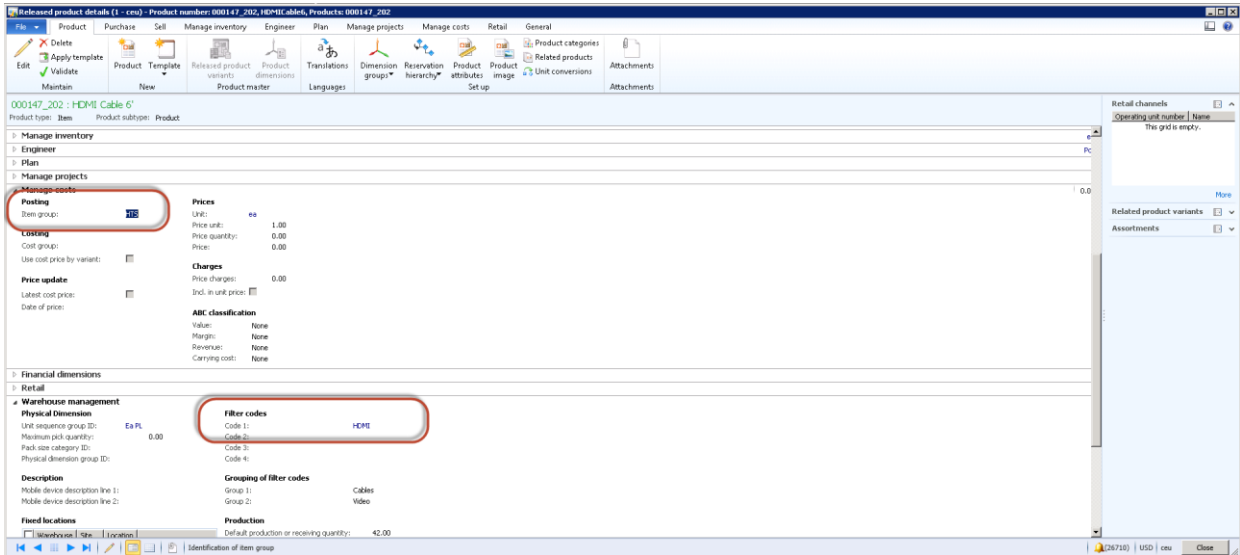 Released product details (1 - ceu) - Product number: 000147_202, HDMICable6, Products: 000147_202
File Product Purchase Sell Manage inventory Engineer Plan Manage projects Manage costs Retail General
Edit
Delete
Apply template
Validate
Maintain
Product Template
New
Released product variants
Product dimensions
Product master
Translations
Languages
Dimension groups
Reservation hierarchy
Product attributes
Product image
Product categories
Related products
Unit conversions
Set up
Attachments
Attachments
000147_202 : HDMI Cable 6'
Product type: Item Product subtype: Product
Manage inventory
Engineer
Plan
Manage projects
Manage costs 0.0
Posting
Item group: HTS
Costing
Cost group:
Use cost price by variant:
Price update
Latest cost price:
Date of price:
Prices
Unit: ea
Price unit: 1.00
Price quantity: 0.00
Price: 0.00
Charges
Price charges: 0.00
Incl. in unit price:
ABC classification
Value: None
Margin: None
Revenue: None
Carrying cost: None
Financial dimensions
Retail
Warehouse management
Physical Dimension
Unit sequence group ID: Ea PL
Maximum pick quantity: 0.00
Pack size category ID:
Physical dimension group ID:
Description
Mobile device description line 1:
Mobile device description line 2:
Fixed locations
Warehouse Site Location
Filter codes
Code 1: HDMI
Code 2:
Code 3:
Code 4:
Grouping of filter codes
Group 1: Cables
Group 2: Video
Production
Default production or receiving quantity: 42.00
Retail channels
Operating unit number Name
This grid is empty.
More
Related product variants
Assortments
Identification of item group
(26710) USD ceu Close